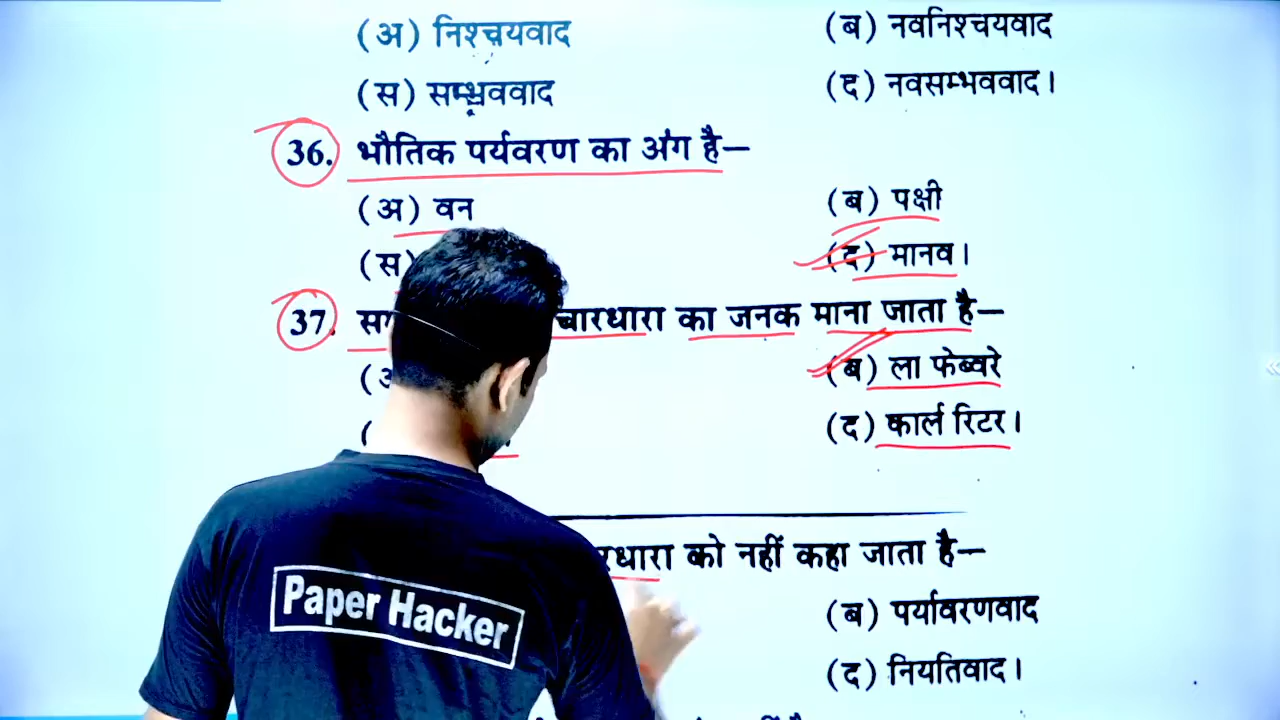 (अ) निश्चयवाद (ब) नवनिश्चयवाद
(स) सम्भववाद (द) नवसम्भववाद।
36. भौतिक पर्यवरण का अंग है—
(अ) वन (ब) पक्षी
(स) (द) मानव।
37. का जनक माना जाता है—
(ब) ला फेब्वरे
(द) कार्ल रिटर।
को नहीं कहा जाता है—
(ब) पर्यावरणवाद
(द) नियतिवाद।
Paper Hacker